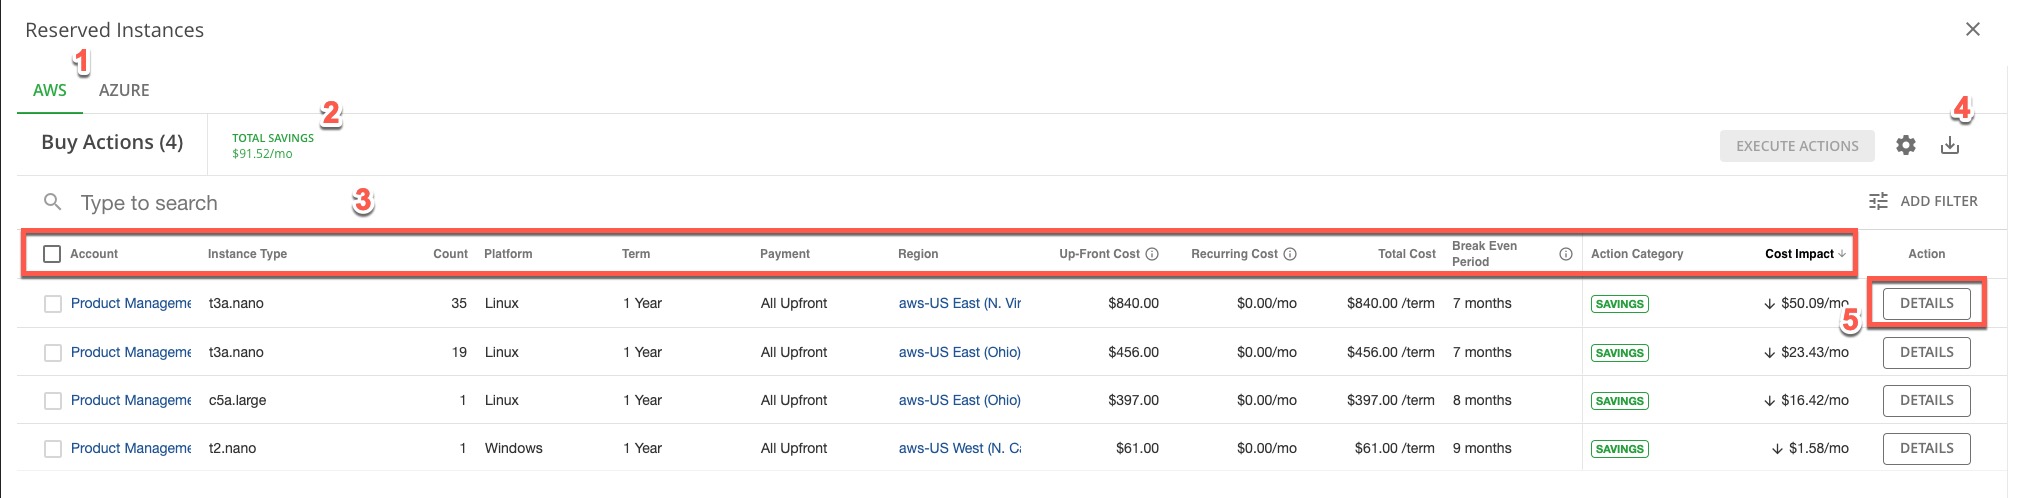 Reserved Instances
1
AWS AZURE
2
4
Buy Actions (4)
TOTAL SAVINGS
$91.52/mo
EXECUTE ACTIONS
Type to search
3
ADD FILTER
Account Instance Type Count Platform Term Payment Region Up-Front Cost Recurring Cost Total Cost Break Even Period Action Category Cost Impact ↓ Action
Product Manageme t3a.nano 35 Linux 1 Year All Upfront aws-US East (N. Vir $840.00 $0.00/mo $840.00 /term 7 months SAVINGS ↓ $50.09/mo DETAILS
5
Product Manageme t3a.nano 19 Linux 1 Year All Upfront aws-US East (Ohio) $456.00 $0.00/mo $456.00 /term 7 months SAVINGS ↓ $23.43/mo DETAILS
Product Manageme c5a.large 1 Linux 1 Year All Upfront aws-US East (Ohio) $397.00 $0.00/mo $397.00 /term 8 months SAVINGS ↓ $16.42/mo DETAILS
Product Manageme t2.nano 1 Windows 1 Year All Upfront aws-US West (N. Ca $61.00 $0.00/mo $61.00 /term 9 months SAVINGS ↓ $1.58/mo DETAILS